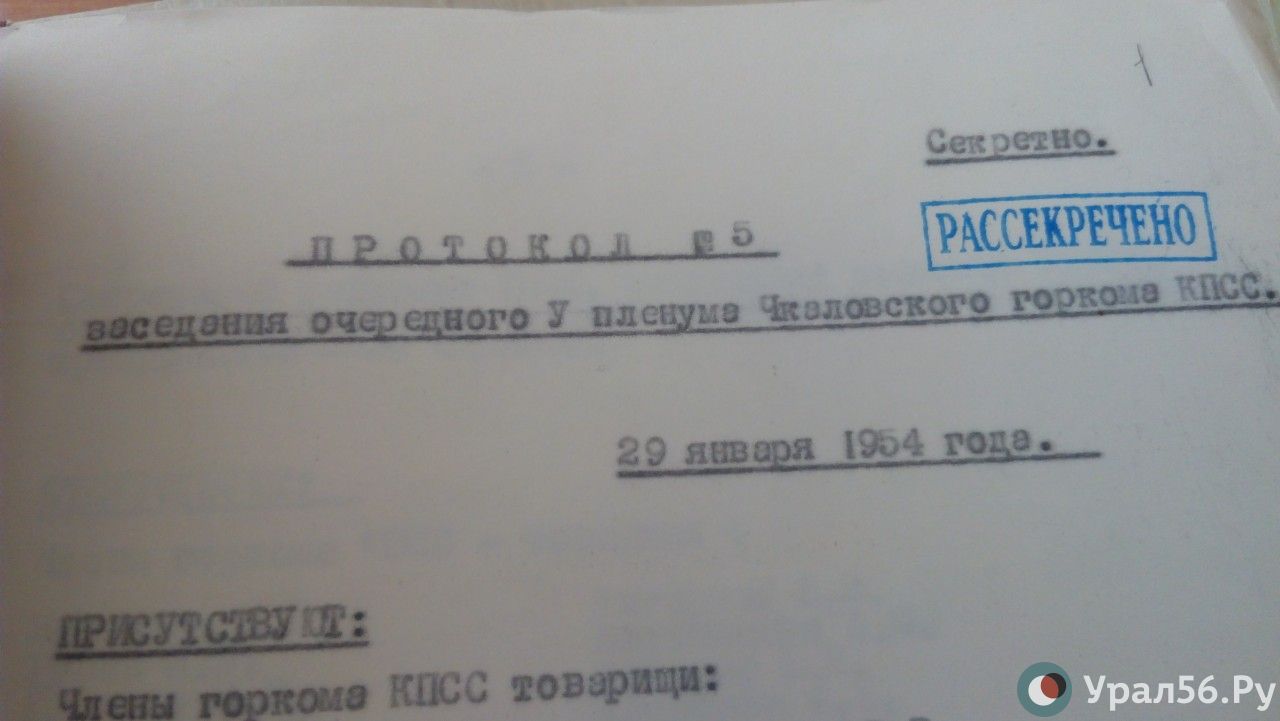 1
Секретно.
РАССЕКРЕЧЕНО
ПРОТОКОЛ №5
заседания очередного У пленума Чкаловского горкома КПСС.
29 января 1954 года.
ПРИСУТСТВУЮТ:
Члены горкома КПСС товарищи:
Урал56.Ру